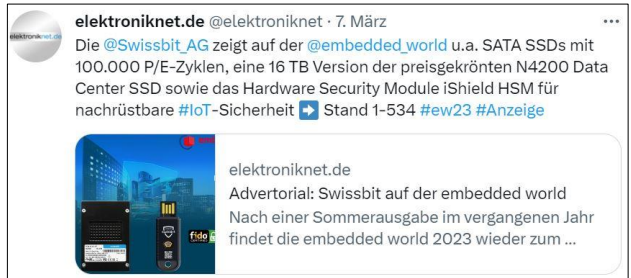 elektroniknet.de @elektroniknet · 7. März
Die @Swissbit_AG zeigt auf der @embedded_world u.a. SATA SSDs mit
100.000 P/E-Zyklen, eine 16 TB Version der preisgekrönten N4200 Data
Center SSD sowie das Hardware Security Module iShield HSM für
nachrüstbare #IoT-Sicherheit ➡ Stand 1-534 #ew23 #Anzeige
elektroniknet.de
fido
elektroniknet.de
Advertorial: Swissbit auf der embedded world
Nach einer Sommerausgabe im vergangenen Jahr
findet die embedded world 2023 wieder zum ...